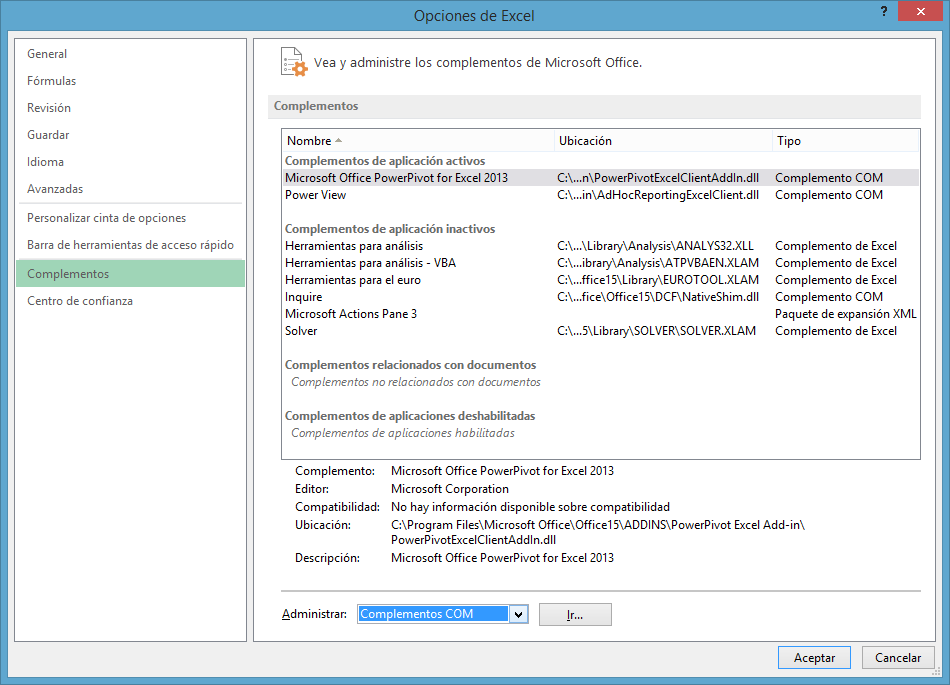 Opciones de Excel
?
General
Fórmulas
Revisión
Guardar
Idioma
Avanzadas
Personalizar cinta de opciones
Barra de herramientas de acceso rápido
Complementos
Centro de confianza
Vea y administre los complementos de Microsoft Office.
Complementos
Nombre Ubicación Tipo
Complementos de aplicación activos
Microsoft Office PowerPivot for Excel 2013 C:\...n\PowerPivotExcelClientAddIn.dll Complemento COM
Power View C:\...in\AdHocReportingExcelClient.dll Complemento COM
Complementos de aplicación inactivos
Herramientas para análisis C:\...\Library\Analysis\ANALYS32.XLL Complemento de Excel
Herramientas para análisis - VBA C:\...ibrary\Analysis\ATPVBAEN.XLAM Complemento de Excel
Herramientas para el euro C:\...ffice15\Library\EUROTOOL.XLAM Complemento de Excel
Inquire C:\...fice\Office15\DCF\NativeShim.dll Complemento COM
Microsoft Actions Pane 3 Paquete de expansión XML
Solver C:\...5\Library\SOLVER\SOLVER.XLAM Complemento de Excel
Complementos relacionados con documentos
Complementos no relacionados con documentos
Complementos de aplicaciones deshabilitadas
Complementos de aplicaciones habilitadas
Complemento: Microsoft Office PowerPivot for Excel 2013
Editor: Microsoft Corporation
Compatibilidad: No hay información disponible sobre compatibilidad
Ubicación: C:\Program Files\Microsoft Office\Office15\ADDINS\PowerPivot Excel Add-in\
PowerPivotExcelClientAddIn.dll
Descripción: Microsoft Office PowerPivot for Excel 2013
Administrar: Complementos COM Ir...
Aceptar Cancelar